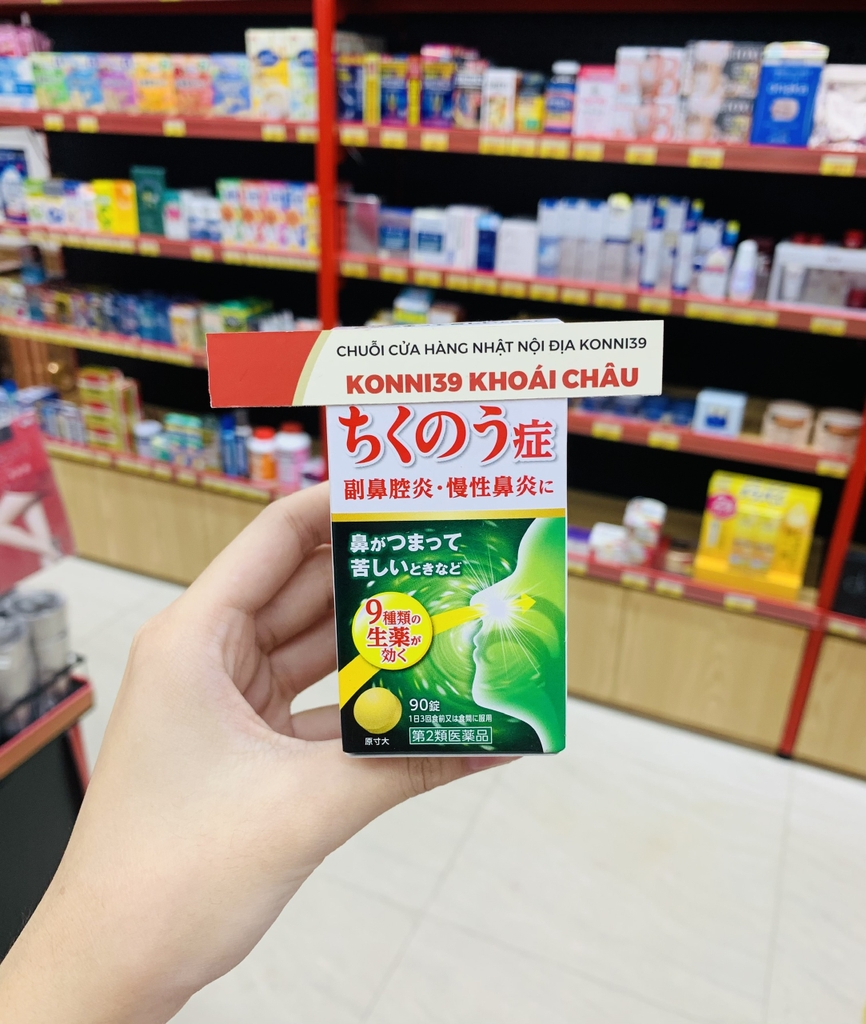 CHUỖI CỬA HÀNG NHẬT NỘI ĐỊA KONNI39
KONNI39 KHOÁI CHÂU
ちくのう症
副鼻腔炎・慢性鼻炎に
鼻がつまって
苦しいときなど
9種類の
生薬が
効く
90錠
1日3回食前又は食間に服用
原寸大
第2類医薬品